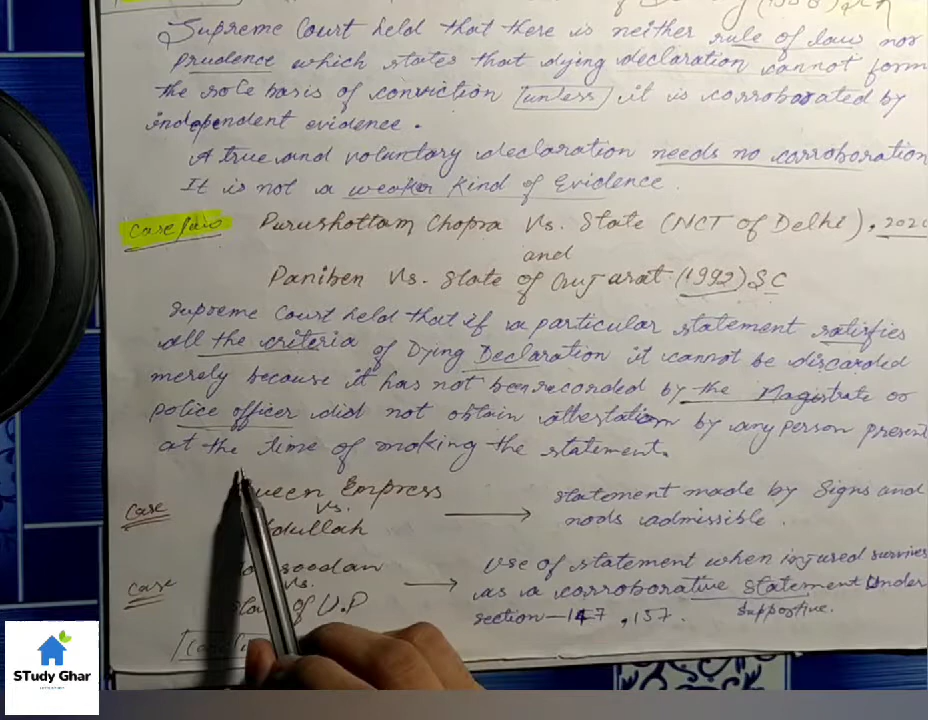 Supreme Court held that there is neither rule of law nor
prudence which states that dying declaration cannot form
the sole basis of conviction unless it is corroborated by
independent evidence.
A true and voluntary declaration needs no corroboration
It is not a weaker kind of Evidence.
Case laws Purushottam Chopra Vs. State (NCT of Delhi), 2020
and
Paniben Vs. State of Gujarat (1992) SC
Supreme Court held that if a particular statement satisfies
all the criteria of Dying Declaration it cannot be discarded
merely because it has not been recorded by the Magistrate or
police officer did not obtain attestation by any person present
at the time of making the statement.
Case ueen Empress
Vs.
bdullah
statement made by Signs and
nods admissible.
Case soodan
Vs.
of U.P
Use of statement when injured survives
as a corroborative statement Under
section-147, 157. supportive.
STudy Ghar